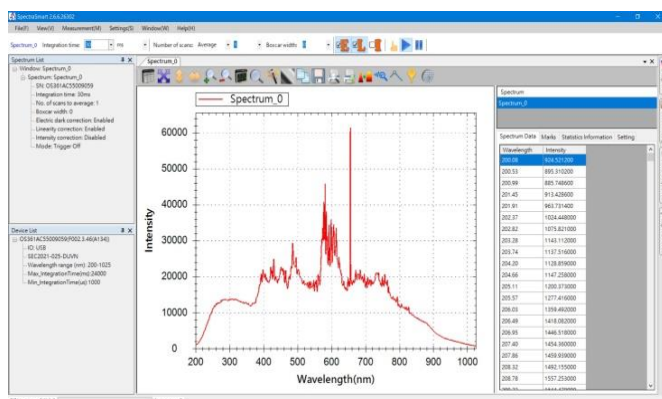 SpectraSmart 2.6.6.26302
File(F) View(V) Measurement(M) Settings(S) Window(W) Help(H)
Spectrum_0 Integration time: 30 ms Number of scans: Average Boxcar width: 0
Spectrum List
Window: Spectrum_0
Spectrum: Spectrum_0
SN: OS361AC55009059
Integration time: 30ms
No. of scans to average: 1
Boxcar width: 0
Electric dark correction: Enabled
Linearity correction: Enabled
Intensity correction: Disabled
Mode: Trigger Off
Device List
ID: USB
SEC2021-025-DUVN
Wavelength range (nm): 200-1025
Max_IntegrationTime(ms):24000
Min_IntegrationTime(us):1000
Spectrum_0
Spectrum_0
Intensity
60000
50000
40000
30000
20000
10000
0
200 300 400 500 600 700 800 900 1000
Wavelength(nm)
Spectrum
Spectrum_0
Spectrum Data Marks Statistics Information Setting
Wavelength Intensity
200.08 924.521200
200.53 895.310200
200.99 885.748600
201.45 913.428600
201.91 963.731400
202.37 1024.448000
202.82 1075.821000
203.28 1143.112000
203.74 1137.516000
204.20 1128.859000
204.66 1147.258000
205.11 1200.373000
205.57 1277.416000
206.03 1359.492000
206.49 1418.082000
206.95 1446.518000
207.40 1454.360000
207.86 1459.939000
208.32 1492.155000
208.78 1557.253000